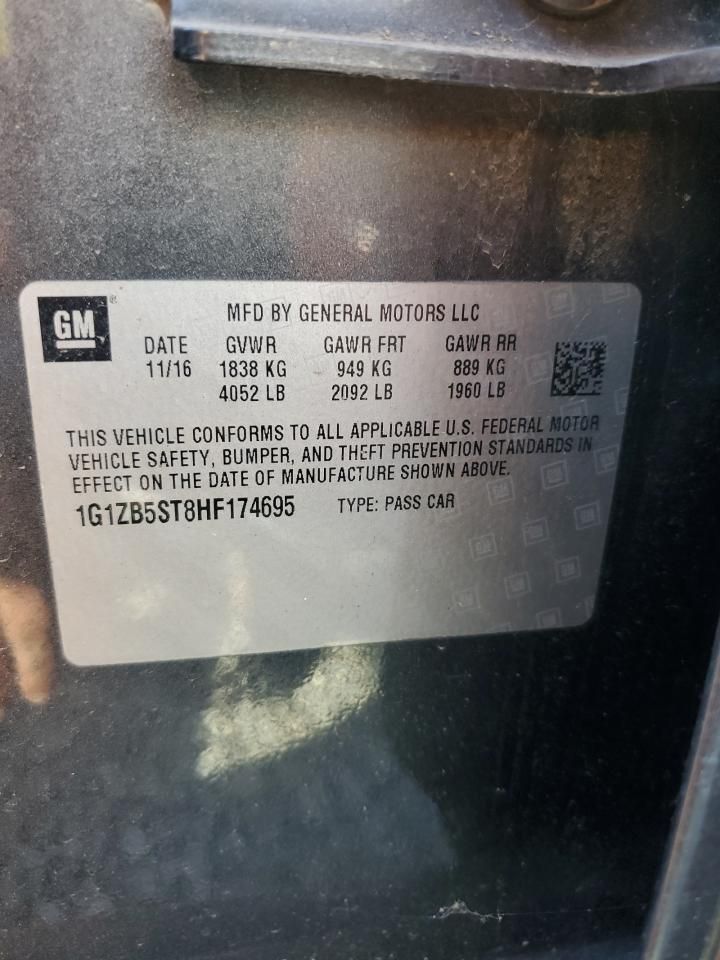 GM®
MFD BY GENERAL MOTORS LLC
DATE GVWR GAWR FRT GAWR RR
11/16 1838 KG 949 KG 889 KG
4052 LB 2092 LB 1960 LB
THIS VEHICLE CONFORMS TO ALL APPLICABLE U.S. FEDERAL MOTOR
VEHICLE SAFETY, BUMPER, AND THEFT PREVENTION STANDARDS IN
EFFECT ON THE DATE OF MANUFACTURE SHOWN ABOVE.
1G1ZB5ST8HF174695 TYPE: PASS CAR